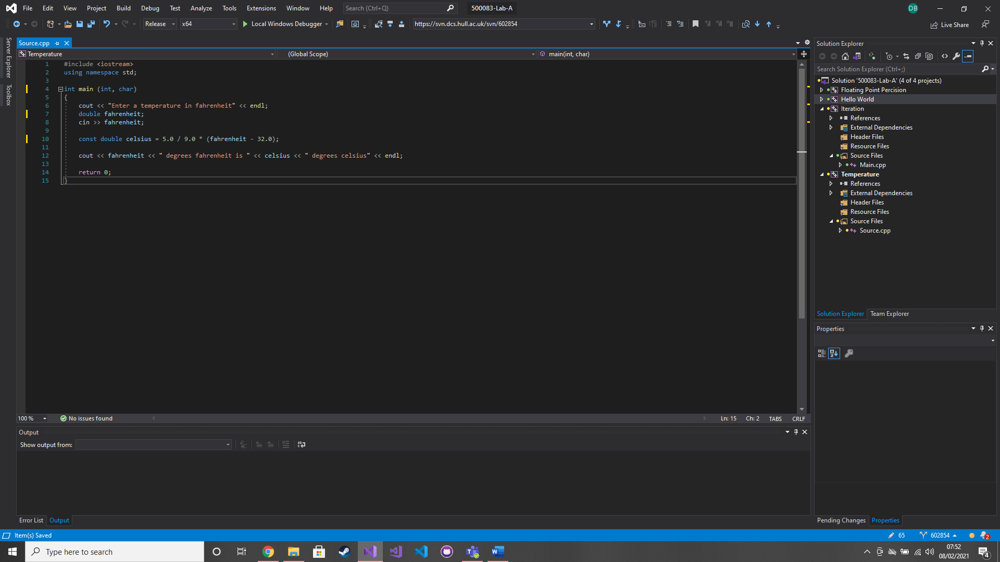 File Edit View Project Build Debug Test Analyze Tools Extensions Window Help Search (Ctrl+Q) 500083-Lab-A DB
Release x64 Local Windows Debugger https://svn.dcs.hull.ac.uk/svn/602854 Live Share
Server Explorer
Toolbox
Source.cpp
Temperature (Global Scope) main(int, char)
1 #include <iostream>
2 using namespace std;
3
4 int main (int, char)
5 {
6 cout << "Enter a temperature in fahrenheit" << endl;
7 double fahrenheit;
8 cin >> fahrenheit;
9
10 const double celsius = 5.0 / 9.0 * (fahrenheit - 32.0);
11
12 cout << fahrenheit << " degrees fahrenheit is " << celsius << " degrees celsius" << endl;
13
14 return 0;
15 }
100 % No issues found Ln: 15 Ch: 2 TABS CRLF
Output
Show output from:
Error List Output
Solution Explorer
Search Solution Explorer (Ctrl+;)
Solution '500083-Lab-A' (4 of 4 projects)
Floating Point Percision
Hello World
Iteration
References
External Dependencies
Header Files
Resource Files
Source Files
Main.cpp
Temperature
References
External Dependencies
Header Files
Resource Files
Source Files
Source.cpp
Solution Explorer Team Explorer
Properties
Pending Changes Properties
Item(s) Saved 65 602854 2
Type here to search
07:52
08/02/2021
4